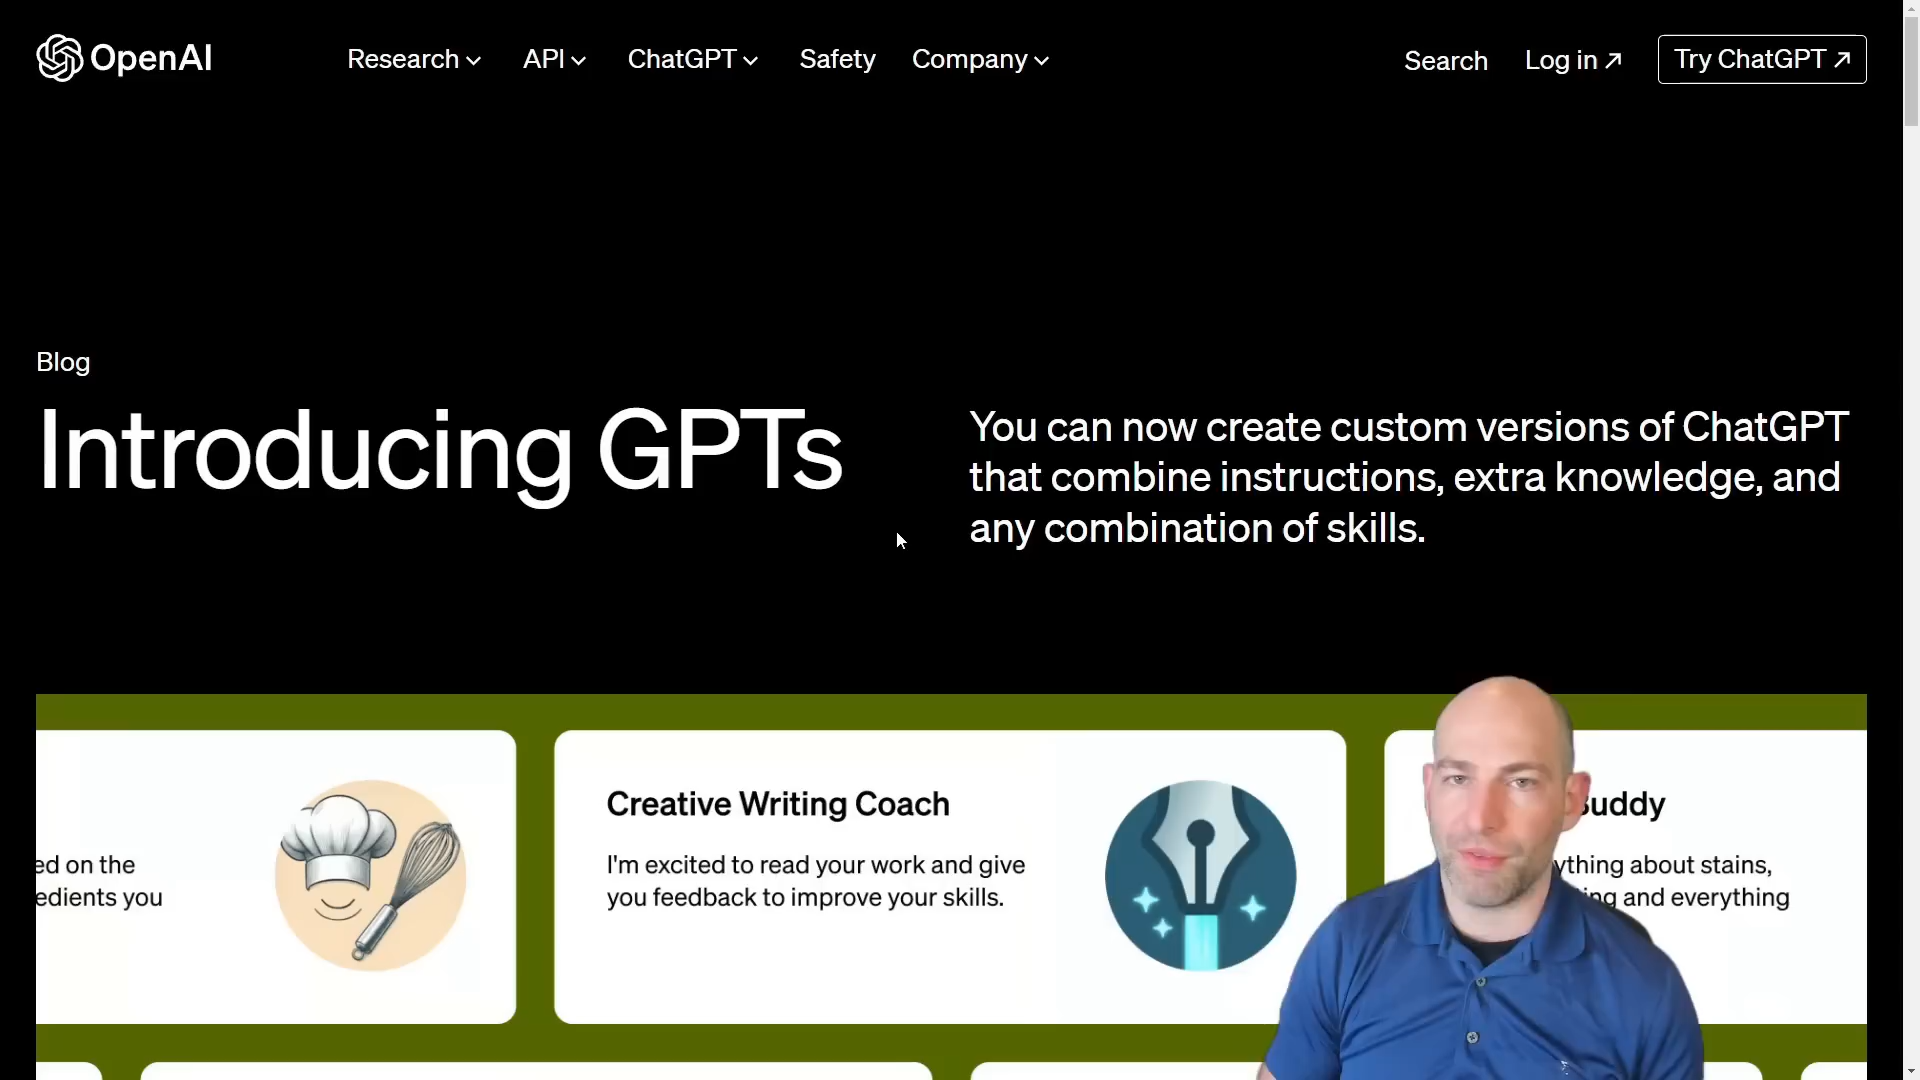 OpenAI
Research
API
ChatGPT
Safety
Company
Search
Log in ↗
Try ChatGPT ↗
Blog
Introducing GPTs
You can now create custom versions of ChatGPT
that combine instructions, extra knowledge, and
any combination of skills.
ed on the
edients you
Creative Writing Coach
I'm excited to read your work and give
you feedback to improve your skills.
Buddy
ything about stains,
ng and everything